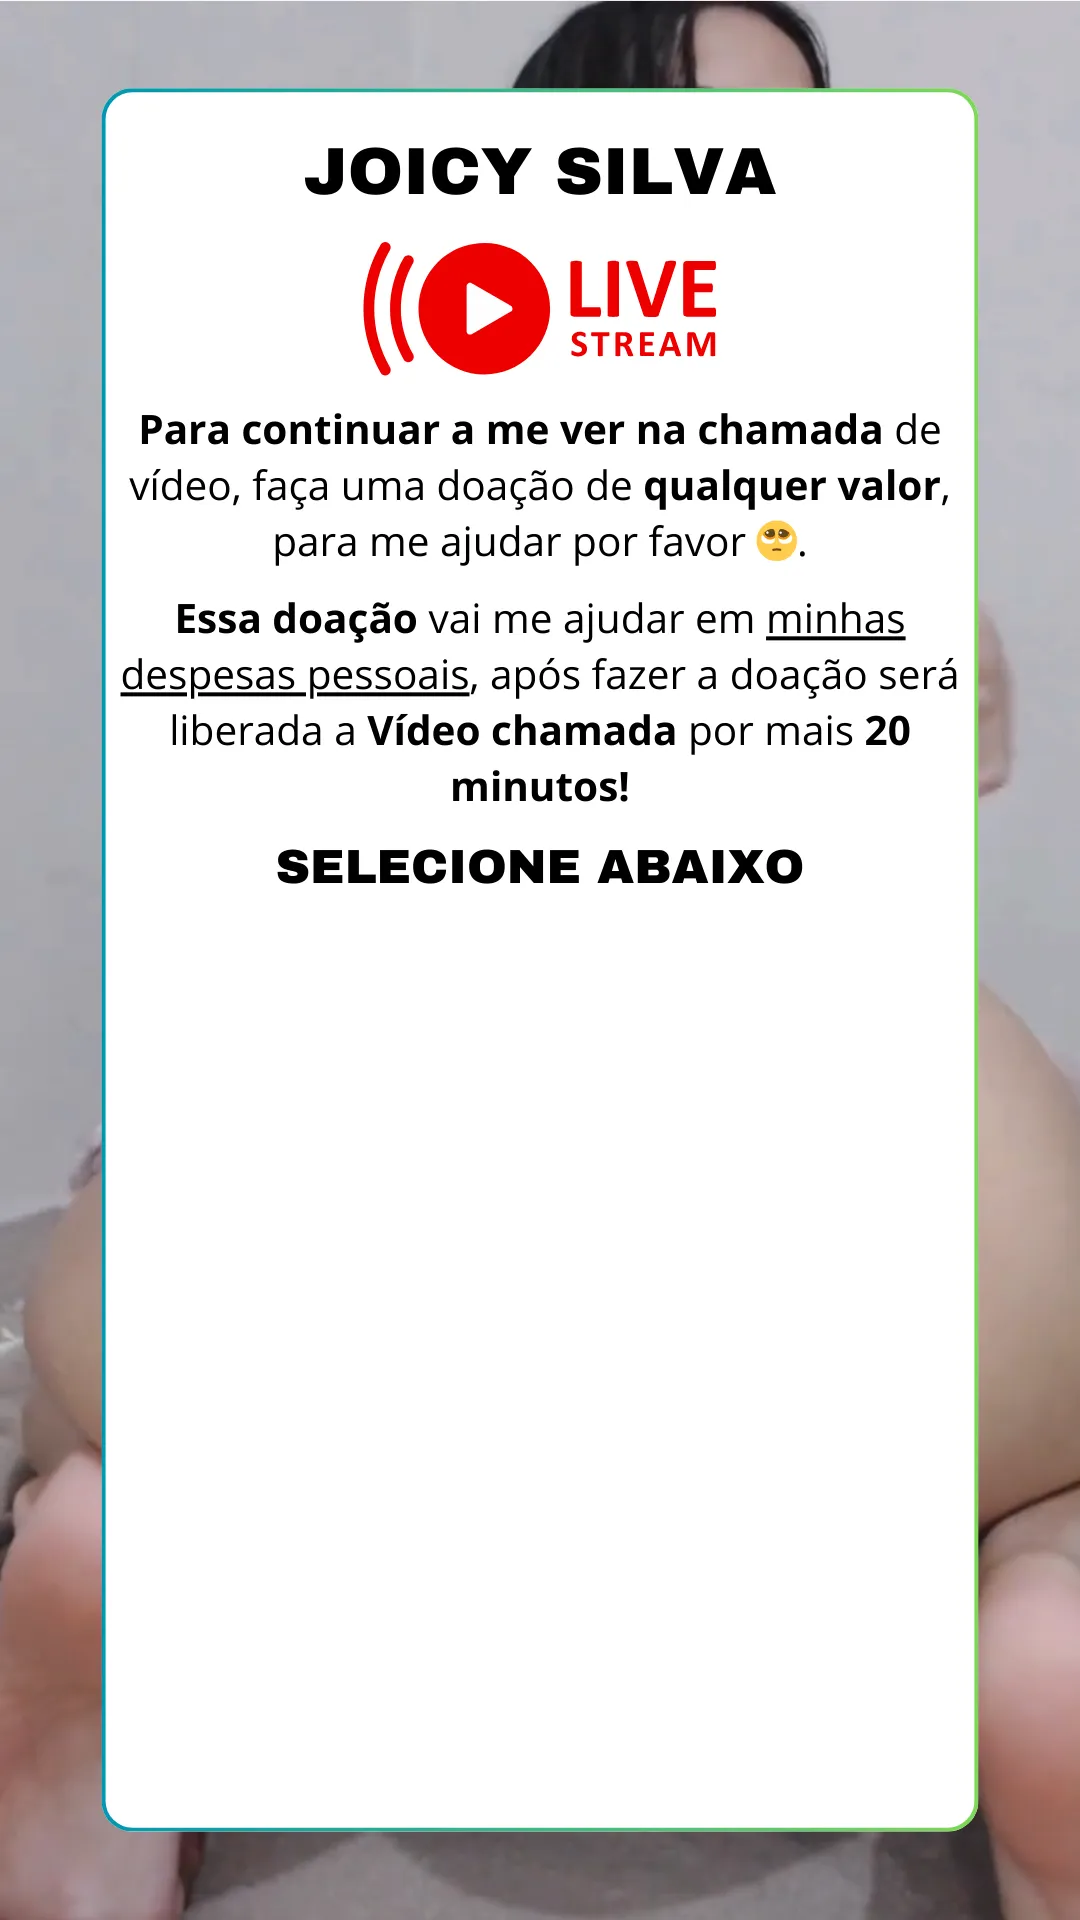 JOICY SILVA
LIVE
STREAM
Para continuar a me ver na chamada de
vídeo, faça uma doação de qualquer valor,
para me ajudar por favor 🥺.
Essa doação vai me ajudar em minhas
despesas pessoais, após fazer a doação será
liberada a Vídeo chamada por mais 20
minutos!
SELECIONE ABAIXO